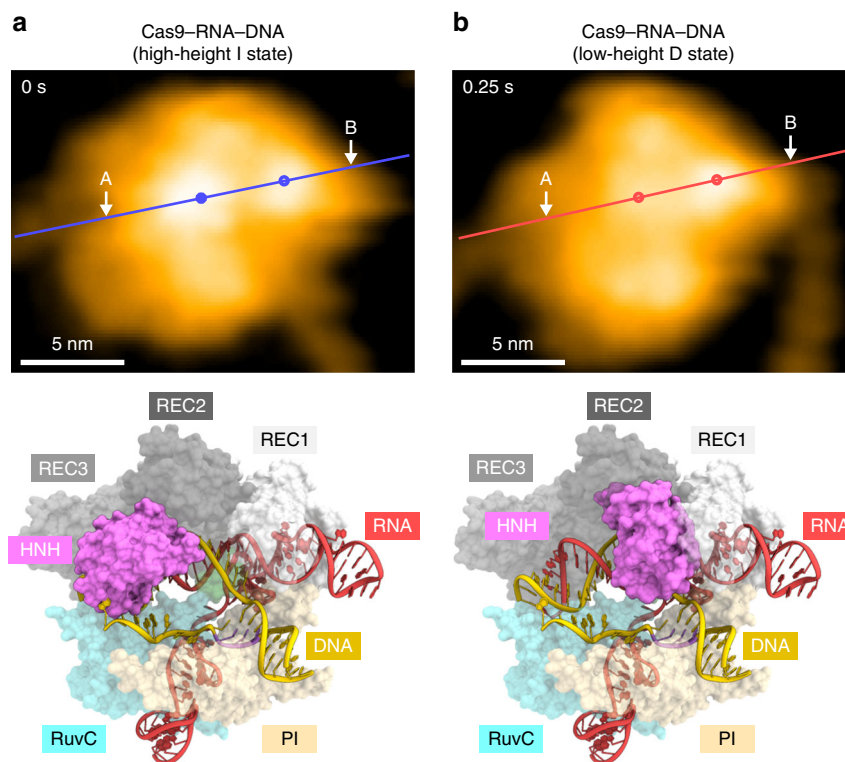 a
Cas9–RNA–DNA
(high-height I state)
0 s
A
B
5 nm
REC2
REC1
REC3
HNH
RNA
DNA
RuvC
PI
b
Cas9–RNA–DNA
(low-height D state)
0.25 s
A
B
5 nm
REC2
REC1
REC3
HNH
RNA
DNA
RuvC
PI